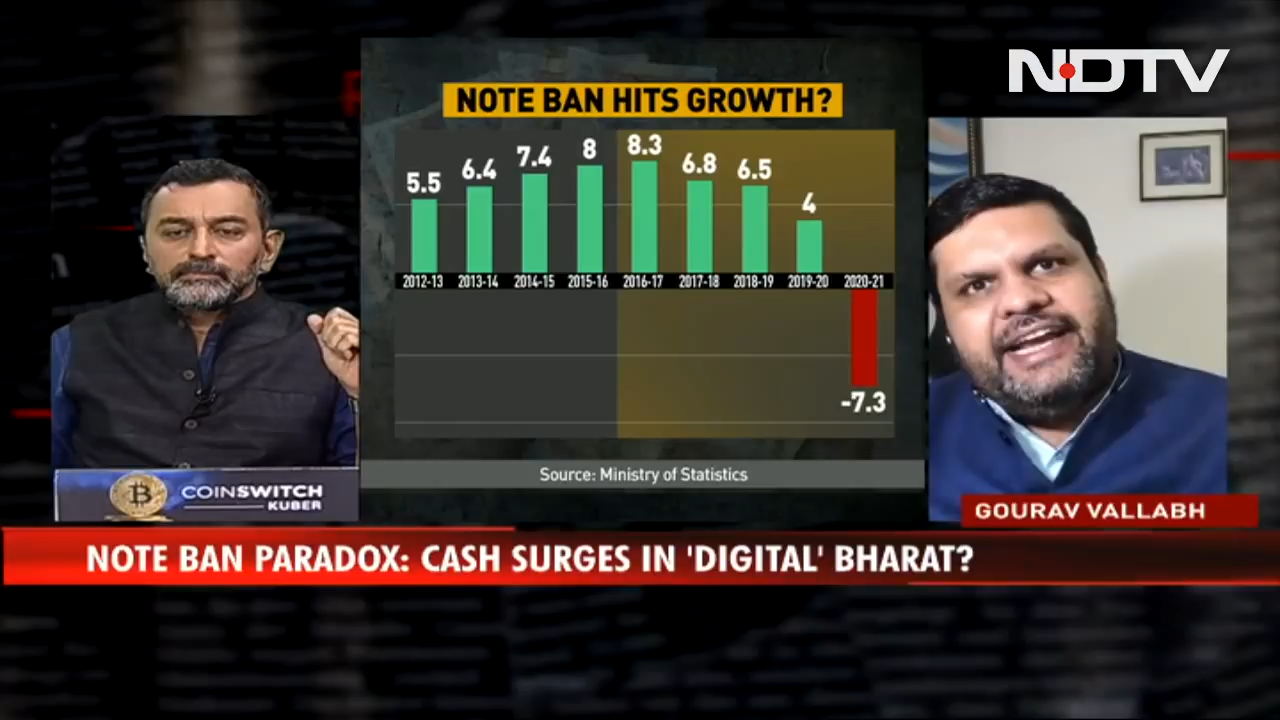 NDTV
NOTE BAN HITS GROWTH?
5.5
6.4
7.4
8
8.3
6.8
6.5
4
2012-13
2013-14
2014-15
2015-16
2016-17
2017-18
2018-19
2019-20
2020-21
-7.3
Source: Ministry of Statistics
COINSWITCH
KUBER
GOURAV VALLABH
NOTE BAN PARADOX: CASH SURGES IN 'DIGITAL' BHARAT?